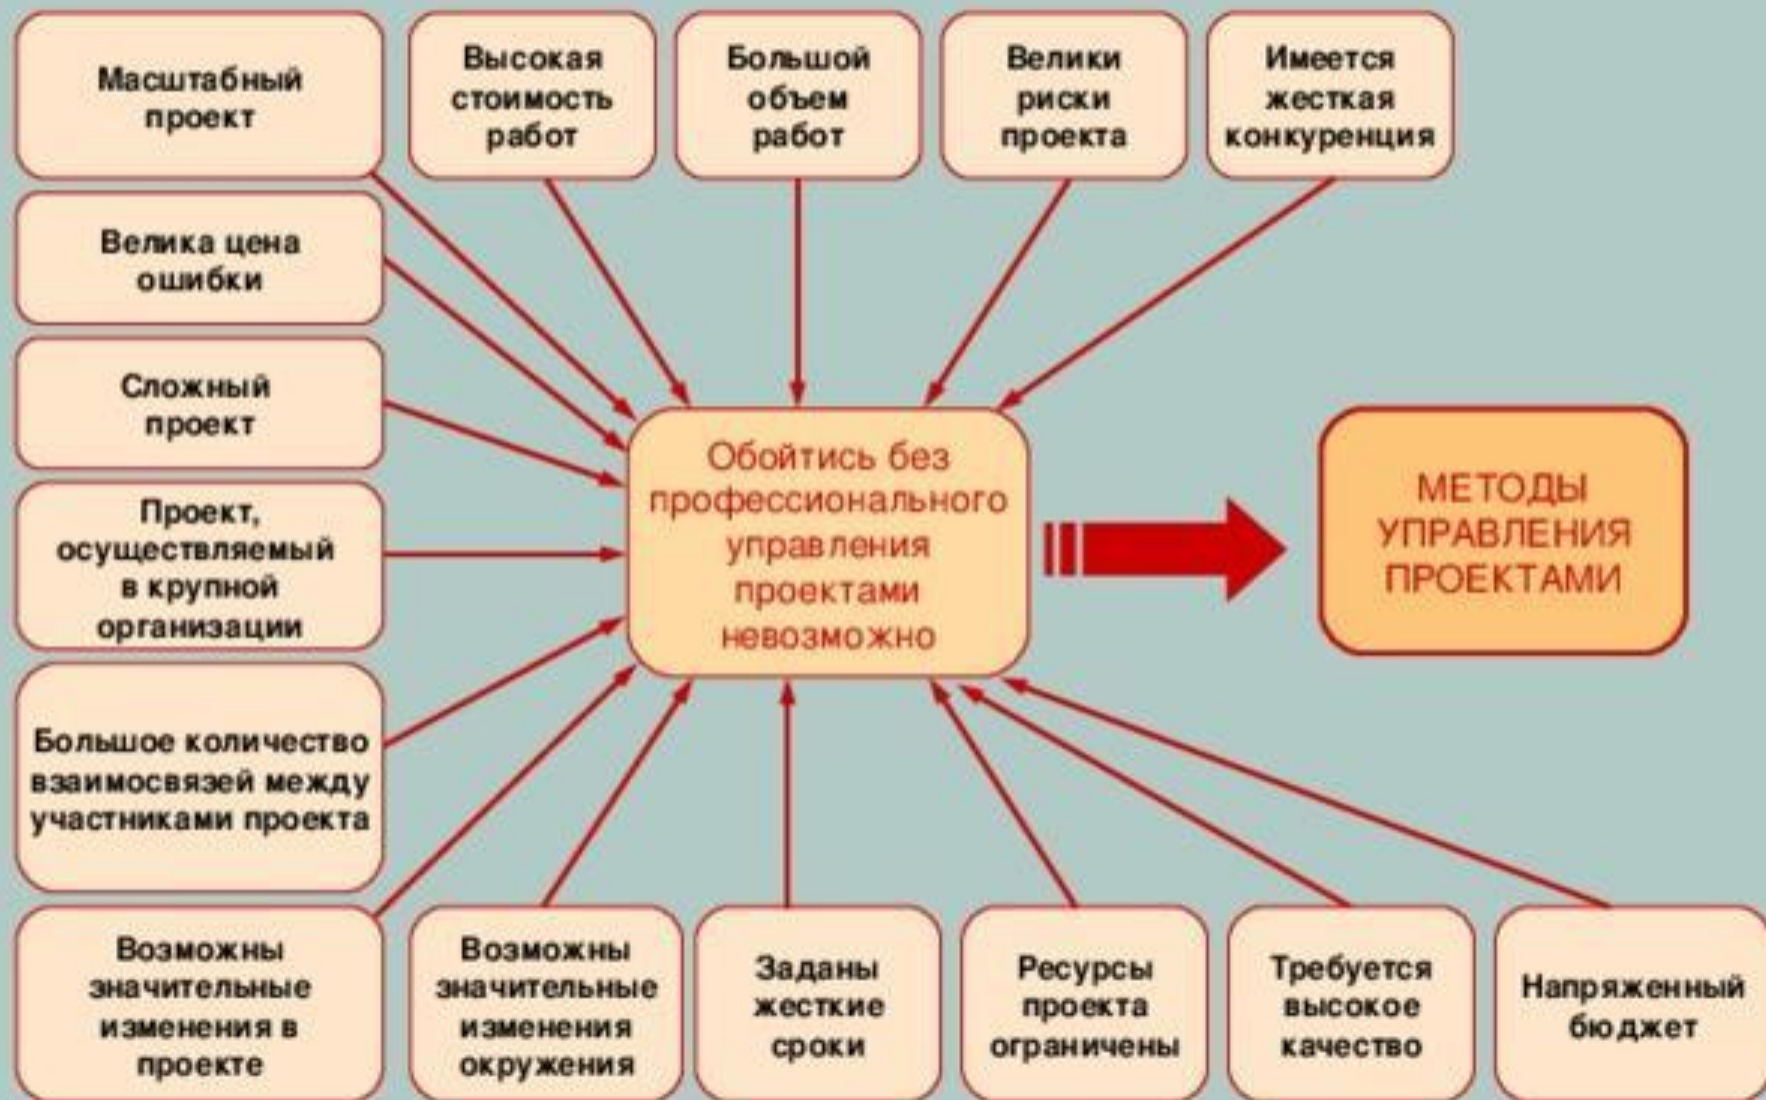 Масштабный
проект
Высокая
стоимость
работ
Большой
объем
работ
Велики
риски
проекта
Имеется
жесткая
конкуренция
Велика цена
ошибки
Сложный
проект
Проект,
осуществляемый
в крупной
организации
Обойтись без
профессионального
управления
проектами
невозможно
МЕТОДЫ
УПРАВЛЕНИЯ
ПРОЕКТАМИ
Большое количество
взаимосвязей между
участниками проекта
Возможны
значительные
изменения в
проекте
Возможны
значительные
изменения
окружения
Заданы
жесткие
сроки
Ресурсы
проекта
ограничены
Требуется
высокое
качество
Напряженный
бюджет